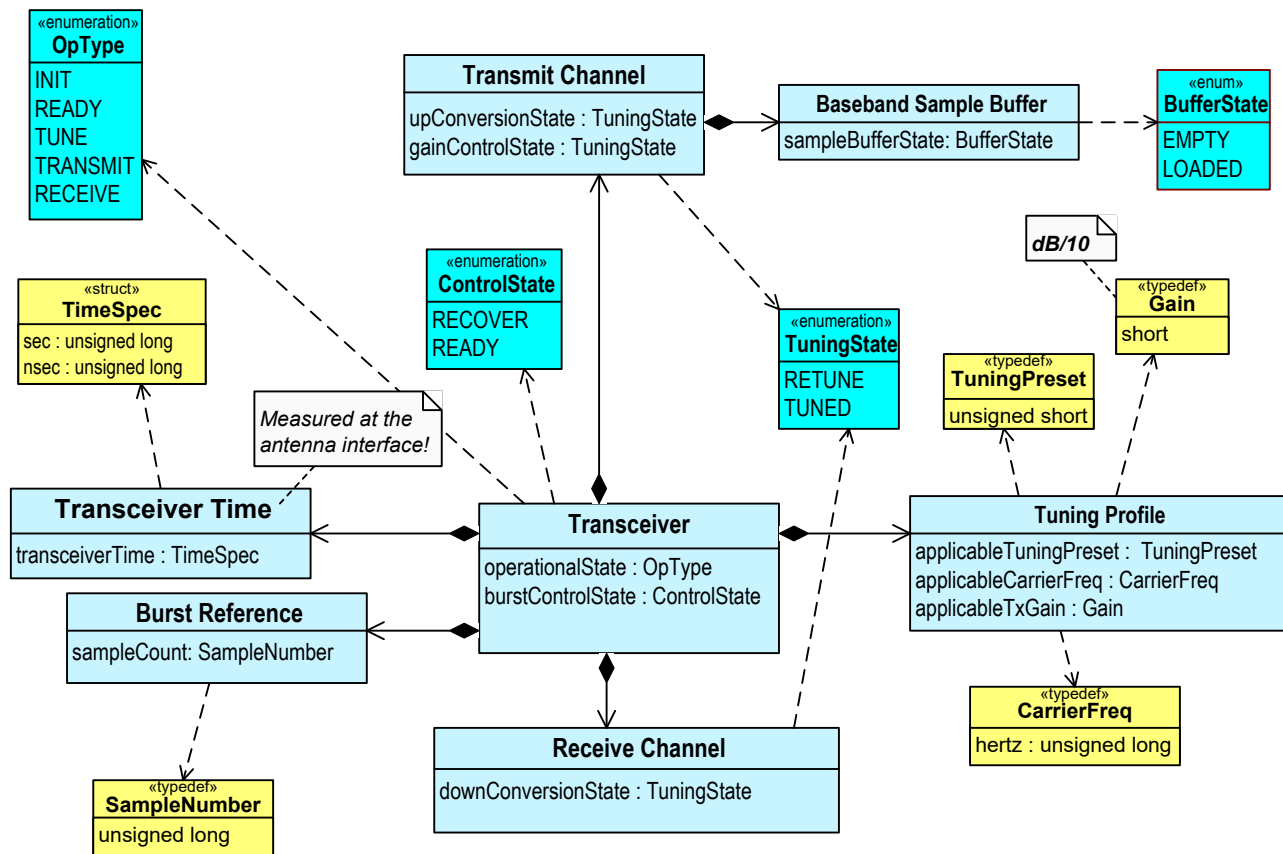 «enumeration»
OpType
INIT
READY
TUNE
TRANSMIT
RECEIVE
Transmit Channel
upConversionState : TuningState
gainControlState : TuningState
Baseband Sample Buffer
sampleBufferState: BufferState
«enum»
BufferState
EMPTY
LOADED
dB/10
«struct»
TimeSpec
sec : unsigned long
nsec : unsigned long
«enumeration»
ControlState
RECOVER
READY
«enumeration»
TuningState
RETUNE
TUNED
«typedef»
Gain
short
«typedef»
TuningPreset
unsigned short
Measured at the
antenna interface!
Transceiver Time
transceiverTime : TimeSpec
Transceiver
operationalState : OpType
burstControlState : ControlState
Tuning Profile
applicableTuningPreset :  TuningPreset
applicableCarrierFreq : CarrierFreq
applicableTxGain : Gain
Burst Reference
sampleCount: SampleNumber
«typedef»
CarrierFreq
hertz : unsigned long
Receive Channel
downConversionState : TuningState
«typedef»
SampleNumber
unsigned long